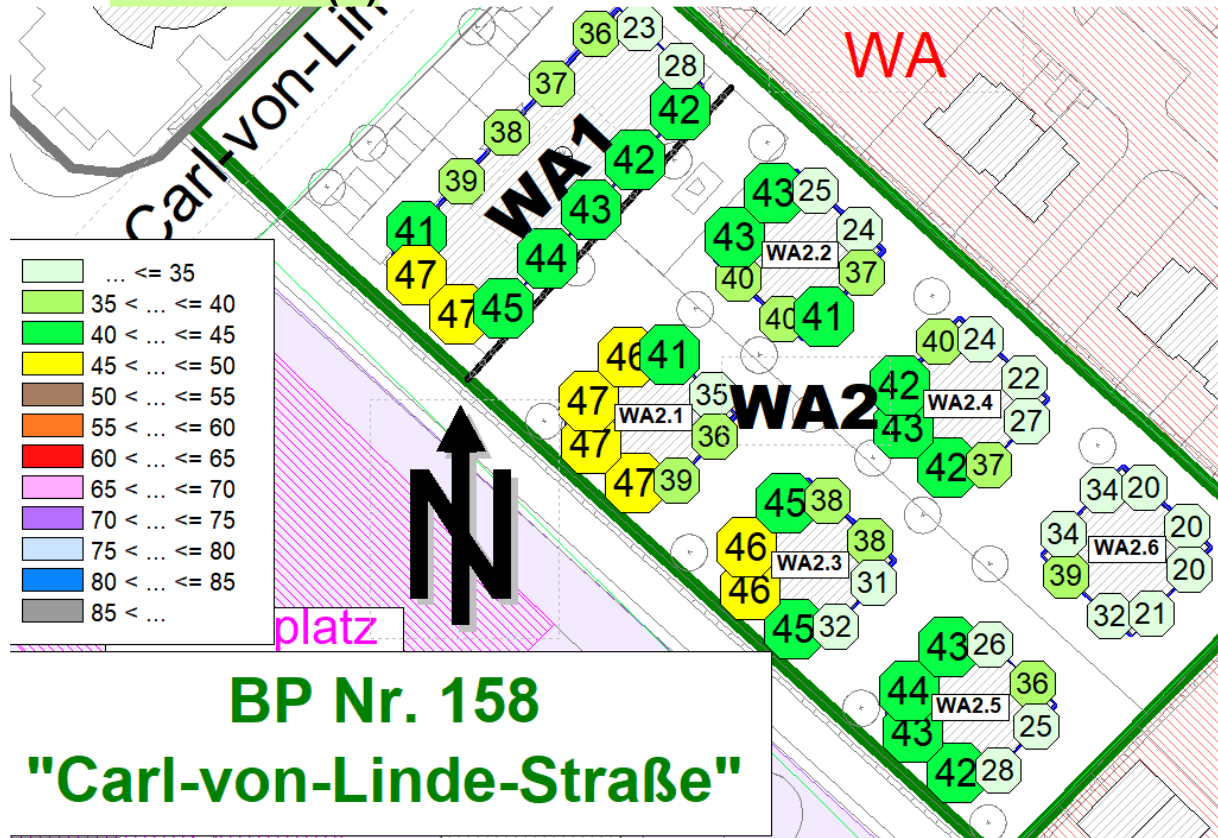 Carl-von-Lin
WA
WA1
36
23
28
37
42
38
42
39
43
41
44
47
47
45
43
25
43
24
WA2.2
40
37
40
41
46
41
47
35
WA2.1
47
36
47
39
WA2
40
24
42
22
WA2.4
43
27
42
37
45
38
46
38
WA2.3
46
31
45
32
34
20
34
20
WA2.6
39
20
32
21
43
26
44
36
WA2.5
43
25
42
28
... <= 35
35 < ... <= 40
40 < ... <= 45
45 < ... <= 50
50 < ... <= 55
55 < ... <= 60
60 < ... <= 65
65 < ... <= 70
70 < ... <= 75
75 < ... <= 80
80 < ... <= 85
85 < ...
N
platz
BP Nr. 158
"Carl-von-Linde-Straße"